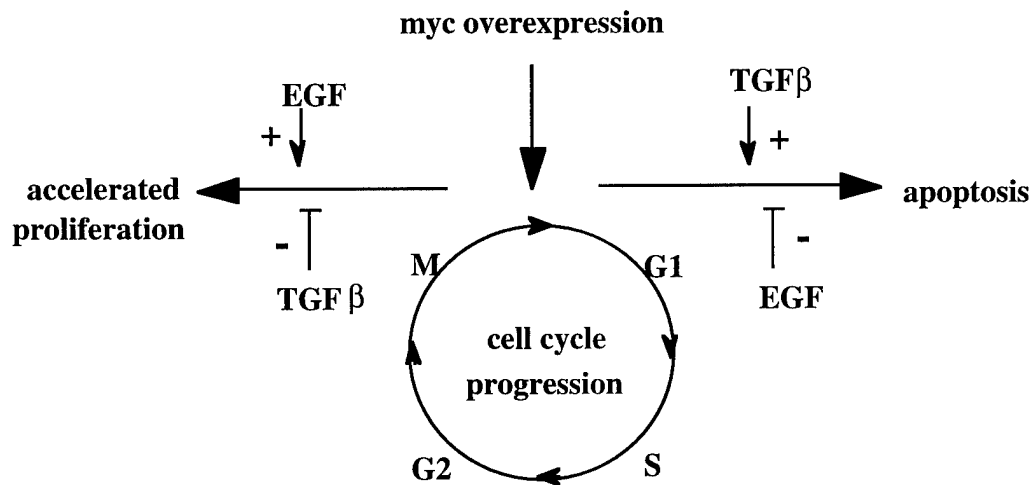 myc overexpression
EGF
TGFβ
+
+
accelerated
proliferation
apoptosis
-
-
TGF β
EGF
M
G1
cell cycle
progression
G2
S